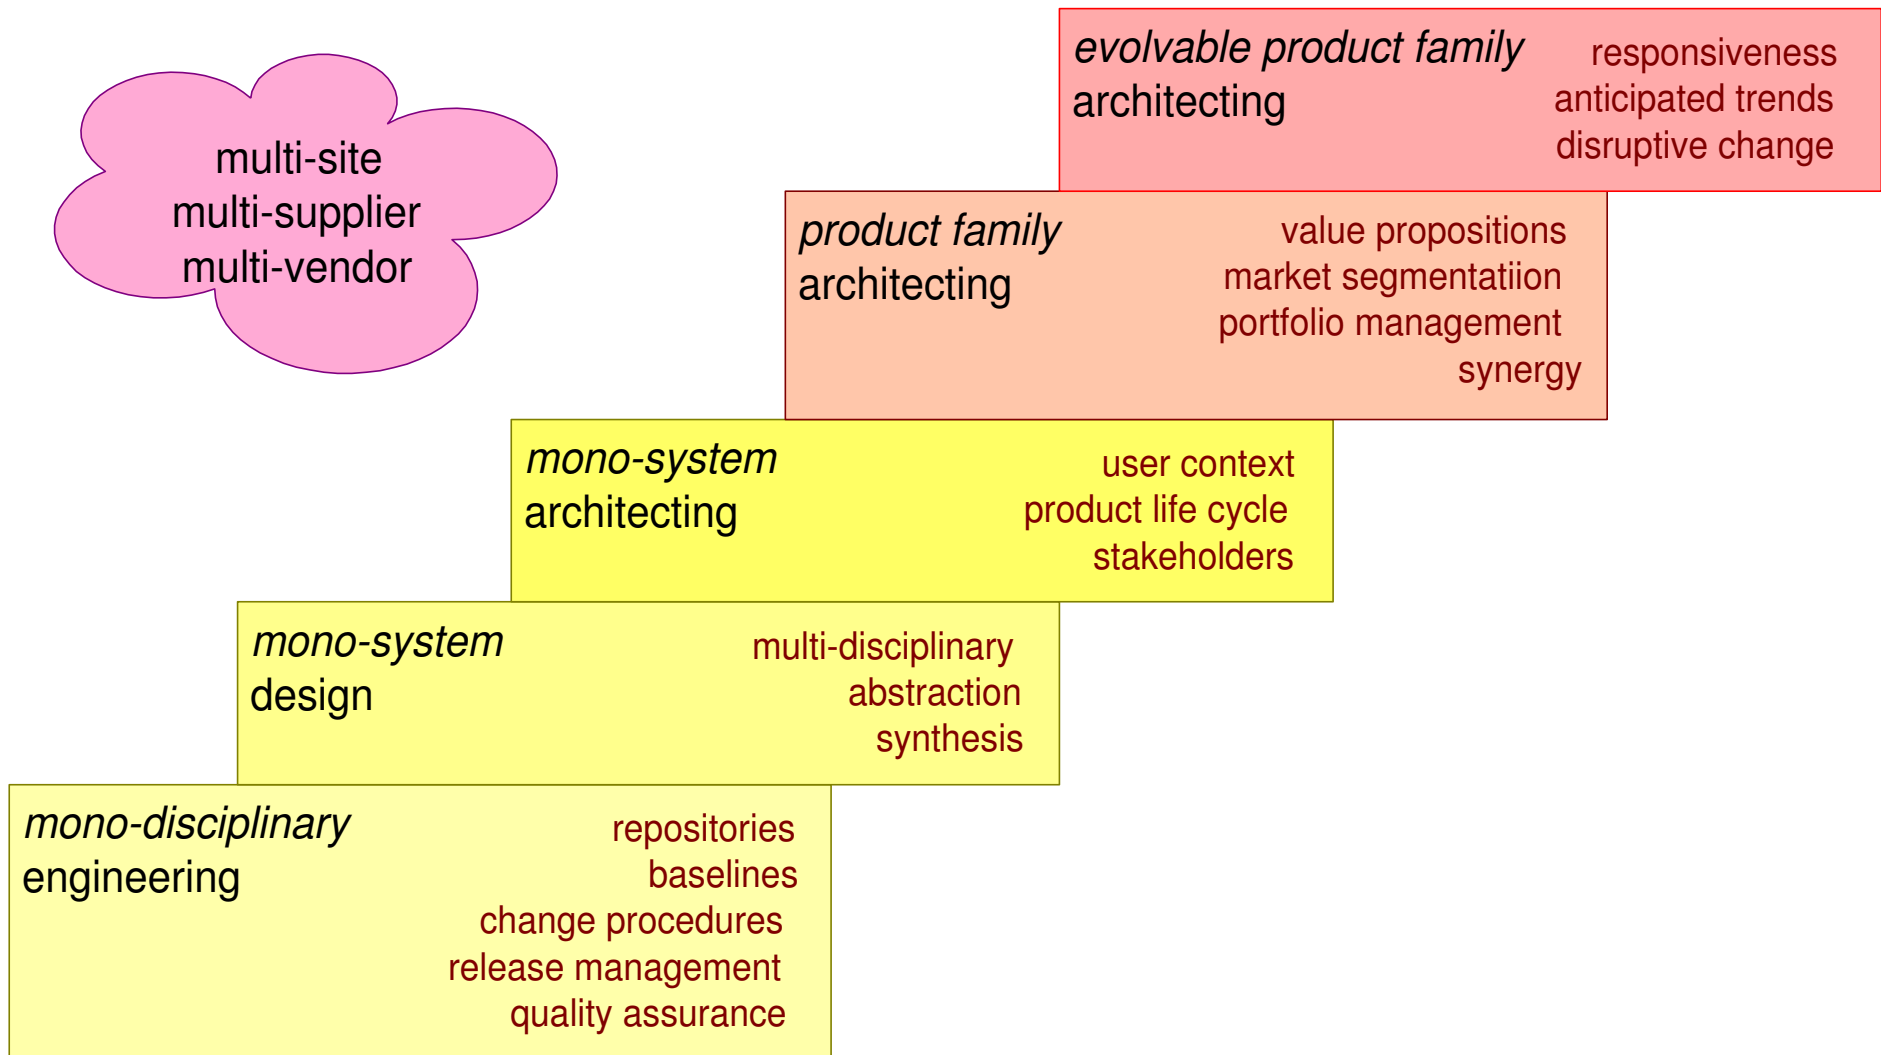 multi-site
multi-supplier
multi-vendor
evolvable product family
architecting
responsiveness
anticipated trends
disruptive change
product family
architecting
value propositions
market segmentatiion
portfolio management
synergy
mono-system
architecting
user context
product life cycle
stakeholders
mono-system
design
multi-disciplinary
abstraction
synthesis
mono-disciplinary
engineering
repositories
baselines
change procedures
release management
quality assurance